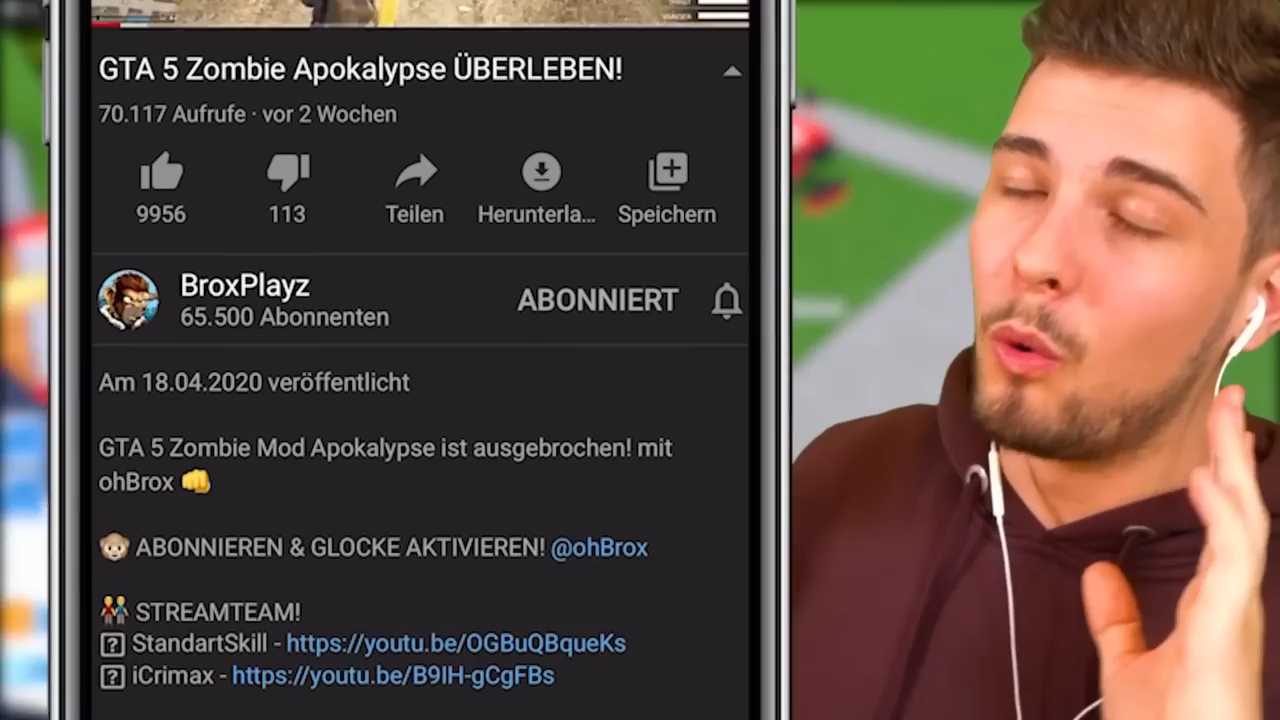 GTA 5 Zombie Apokalypse ÜBERLEBEN!
70.117 Aufrufe · vor 2 Wochen
9956
113
Teilen
Herunterla...
Speichern
BroxPlayz
65.500 Abonnenten
ABONNIERT
Am 18.04.2020 veröffentlicht
GTA 5 Zombie Mod Apokalypse ist ausgebrochen! mit
ohBrox 👊
🐵 ABONNIEREN & GLOCKE AKTIVIEREN! @ohBrox
👬 STREAMTEAM!
StandartSkill - https://youtu.be/OGBuQBqueKs
iCrimax - https://youtu.be/B9IH-gCgFBs